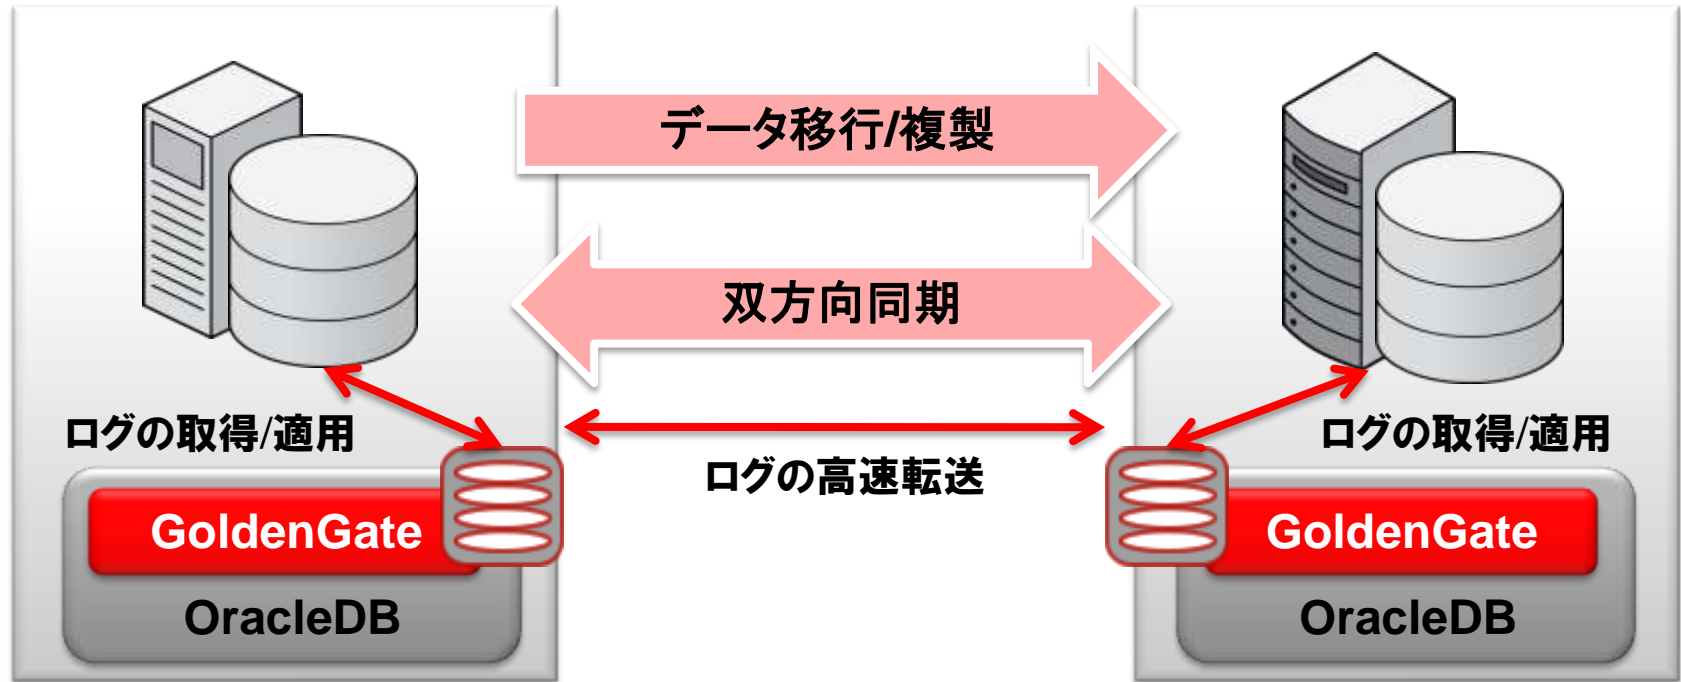 データ移行/複製
双方向同期
ログの取得/適用
ログの取得/適用
ログの高速転送
GoldenGate
GoldenGate
OracleDB
OracleDB